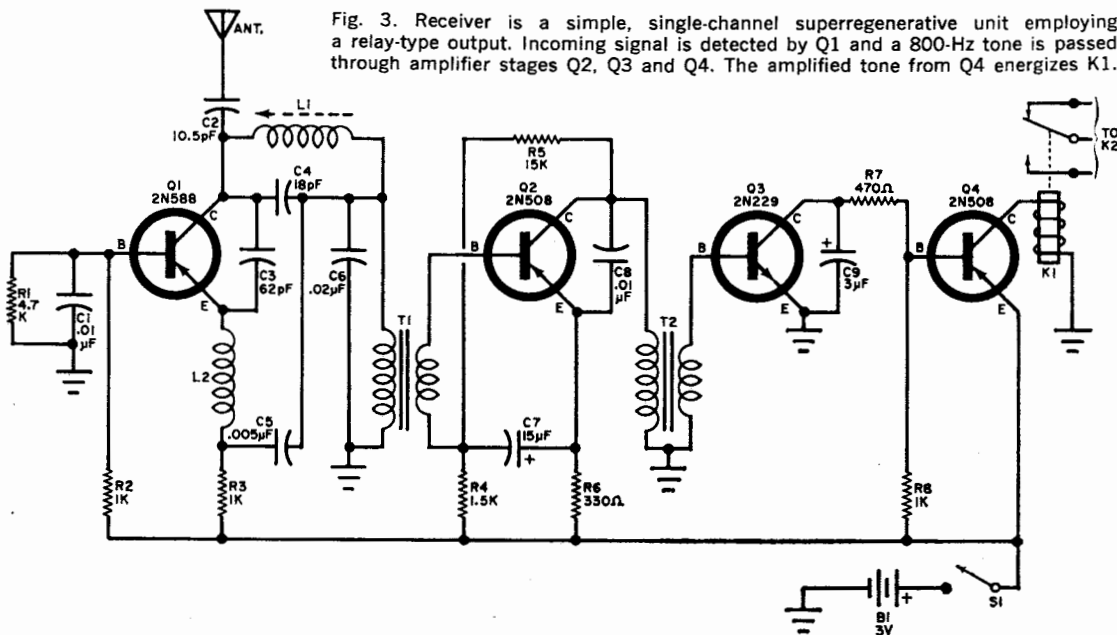 Fig. 3. Receiver is a simple, single-channel superregenerative unit employing
a relay-type output. Incoming signal is detected by Q1 and a 800-Hz tone is passed
through amplifier stages Q2, Q3 and Q4. The amplified tone from Q4 energizes K1.
ANT.
C2
10.5pF
L1
Q1
2N588
C4
18pF
B
C
E
C3
62pF
C6
.02µF
R1
4.7
K
C1
.01
µF
L2
C5
.005µF
R2
1K
R3
1K
T1
R5
15K
Q2
2N508
B
C
E
C8
.01
µF
C7
15µF
+
R4
1.5K
R6
330Ω
T2
Q3
2N229
B
C
E
+
C9
3µF
R7
470Ω
Q4
2N508
B
C
E
K1
TO
K2
R8
1K
B1
3V
+
S1